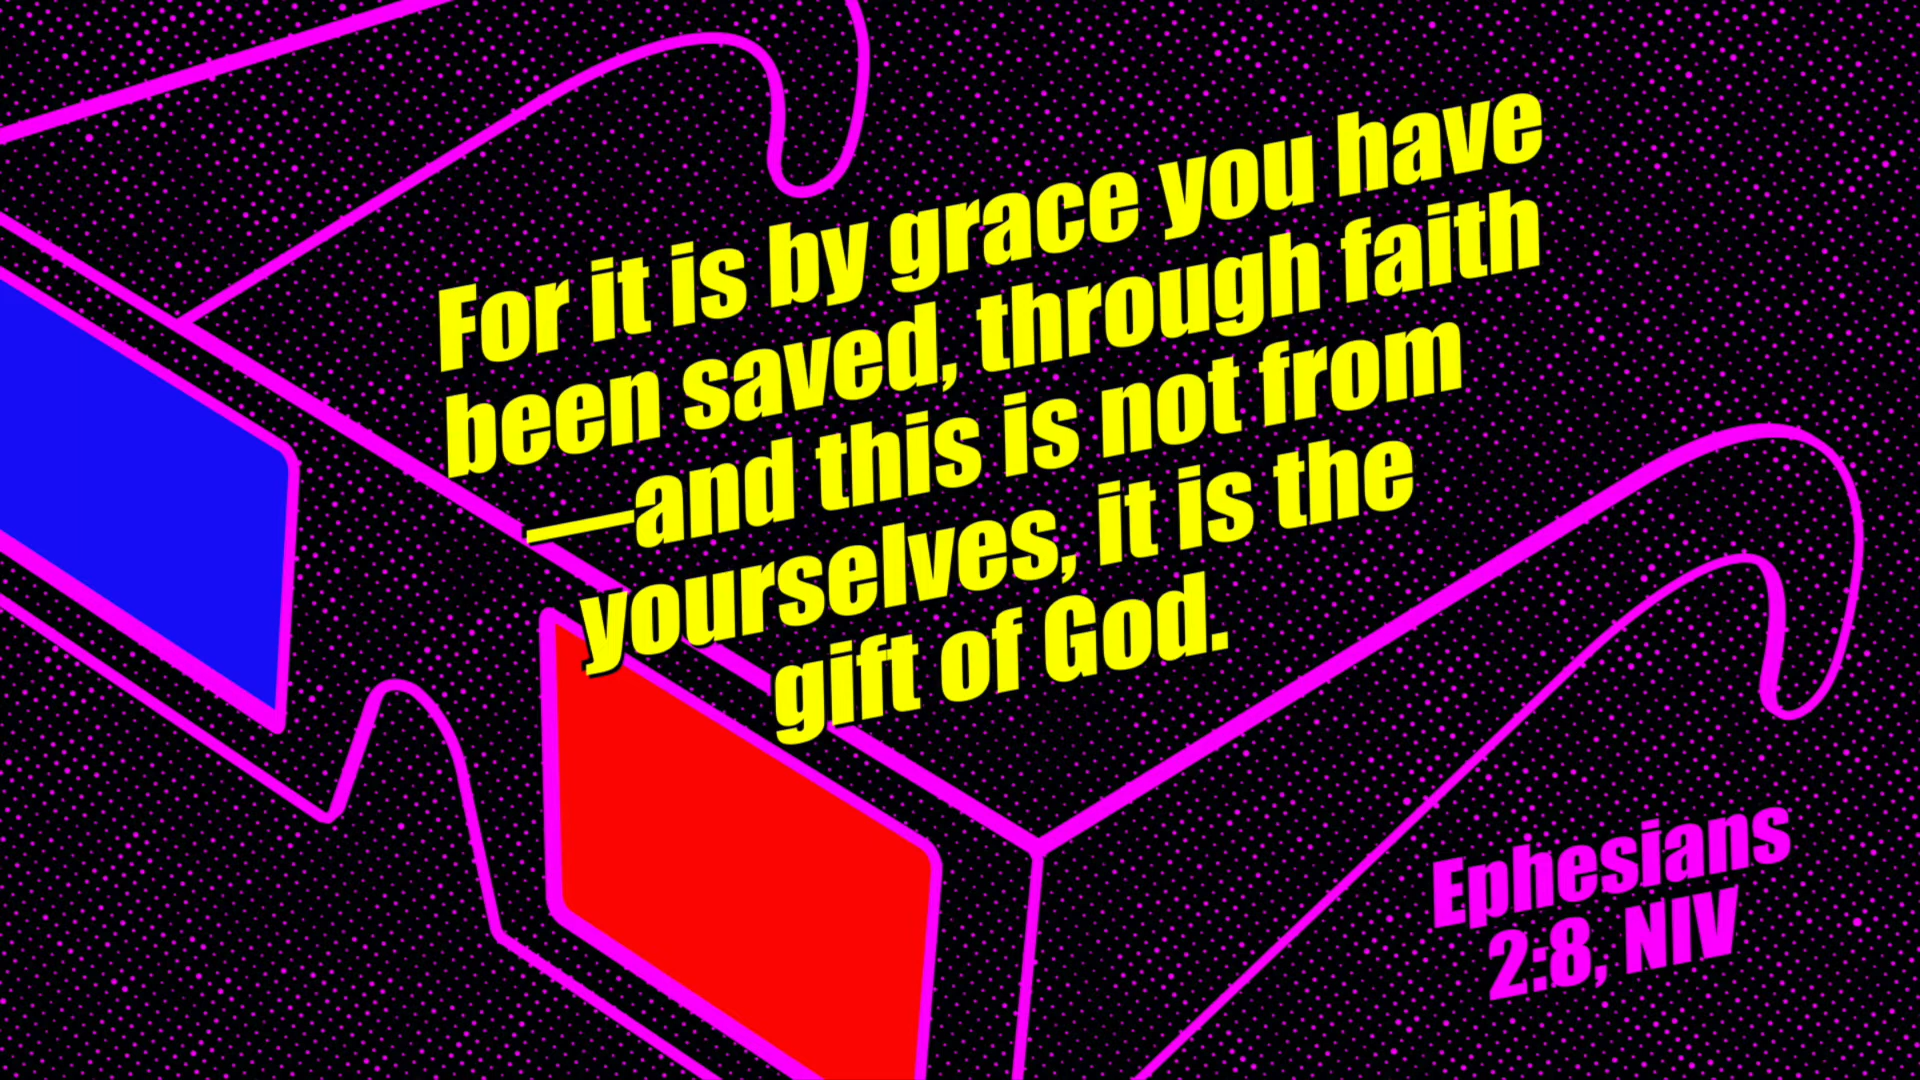 For it is by grace you have
been saved, through faith
—and this is not from
yourselves, it is the
gift of God.
Ephesians
2:8, NIV